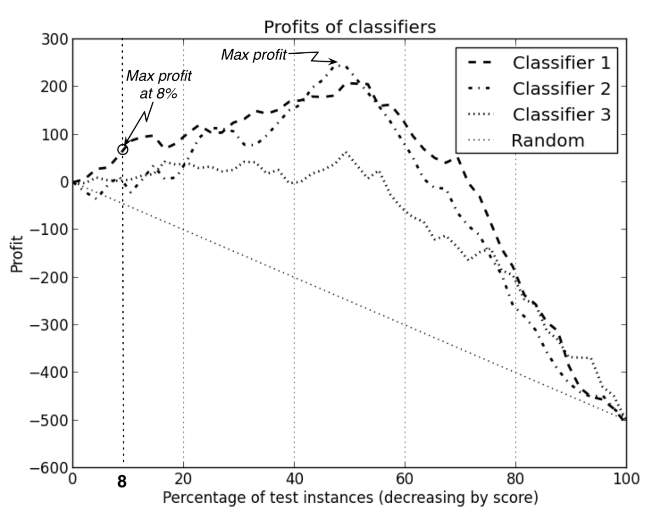 Profits of classifiers
300
200
100
0
−100
−200
−300
−400
−500
−600
Profit
Max profit
at 8%
Max profit
Classifier 1
Classifier 2
Classifier 3
Random
0 8 20 40 60 80 100
Percentage of test instances (decreasing by score)